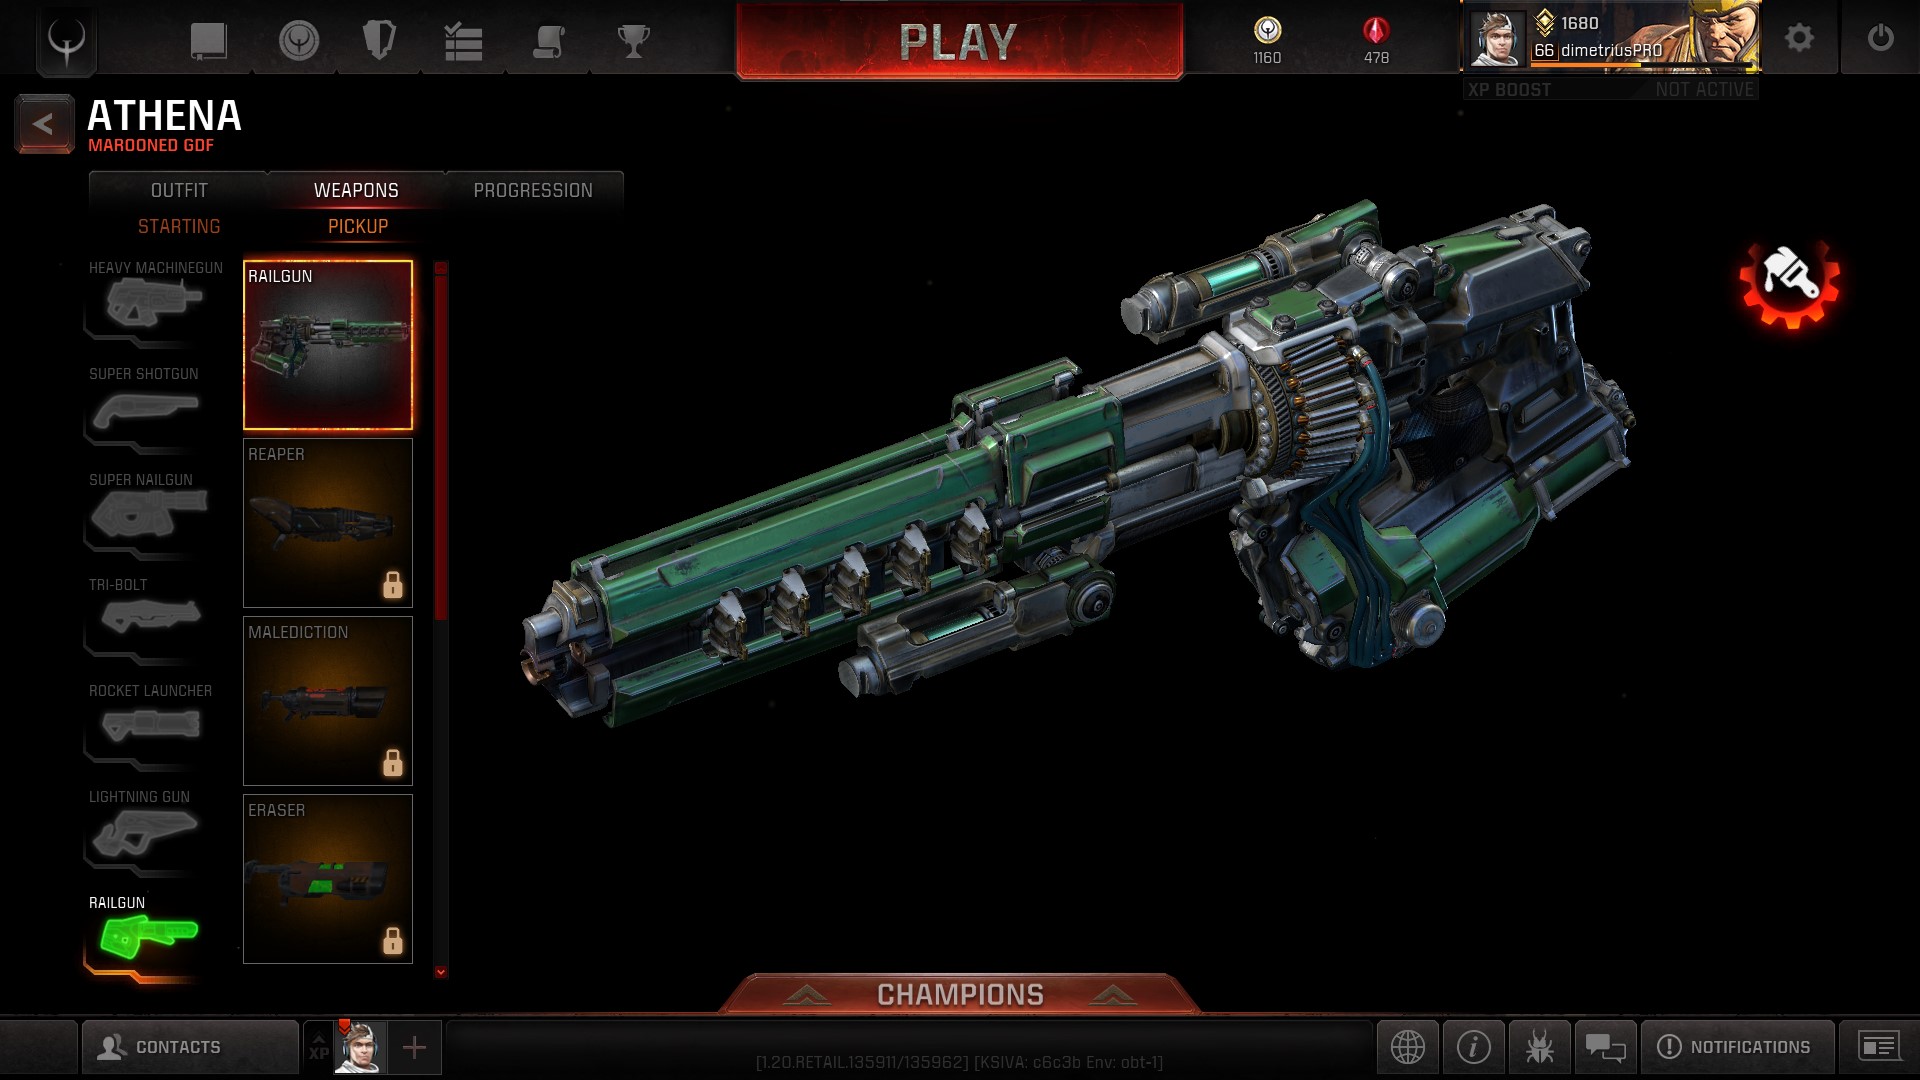 PLAY
1160
478
1680
66 dimetriusPRO
XP BOOST NOT ACTIVE
<
ATHENA
MAROONED GDF
OUTFIT WEAPONS PROGRESSION
STARTING PICKUP
HEAVY MACHINEGUN
SUPER SHOTGUN
SUPER NAILGUN
TRI-BOLT
ROCKET LAUNCHER
LIGHTNING GUN
RAILGUN
RAILGUN
REAPER
MALEDICTION
ERASER
CHAMPIONS
CONTACTS
XP
+
[1.20.RETAIL.135911/135962] [KSIVA: c6c3b Env: obt-1]
i
NOTIFICATIONS